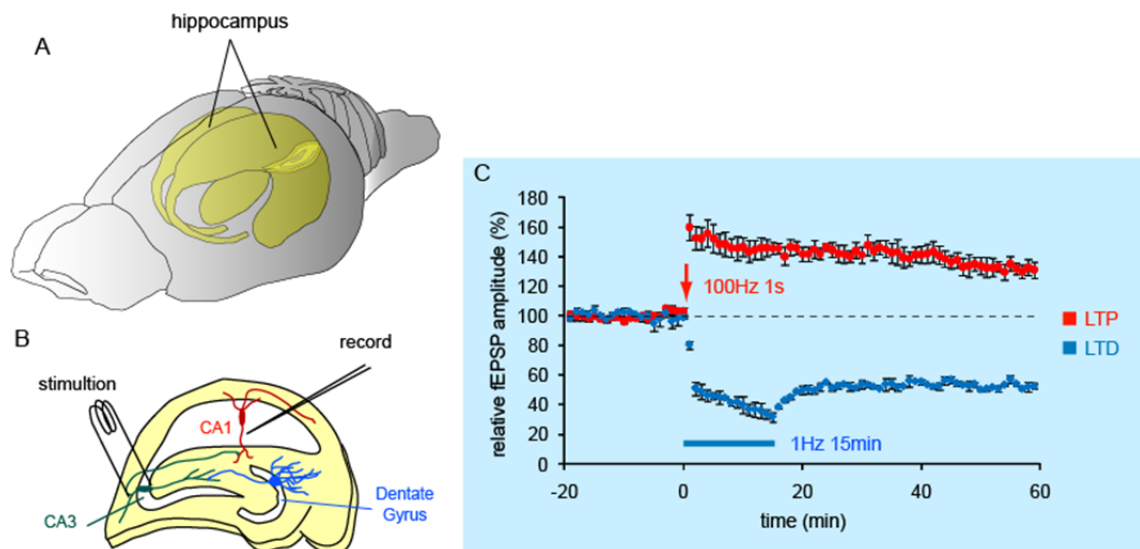 A
hippocampus
B
stimultion
record
CA1
CA3
Dentate
Gyrus
C
relative fEPSP amplitude (%)
180
160
140
120
100
80
60
40
20
0
100Hz 1s
1Hz 15min
-20
0
20
40
60
time (min)
LTP
LTD